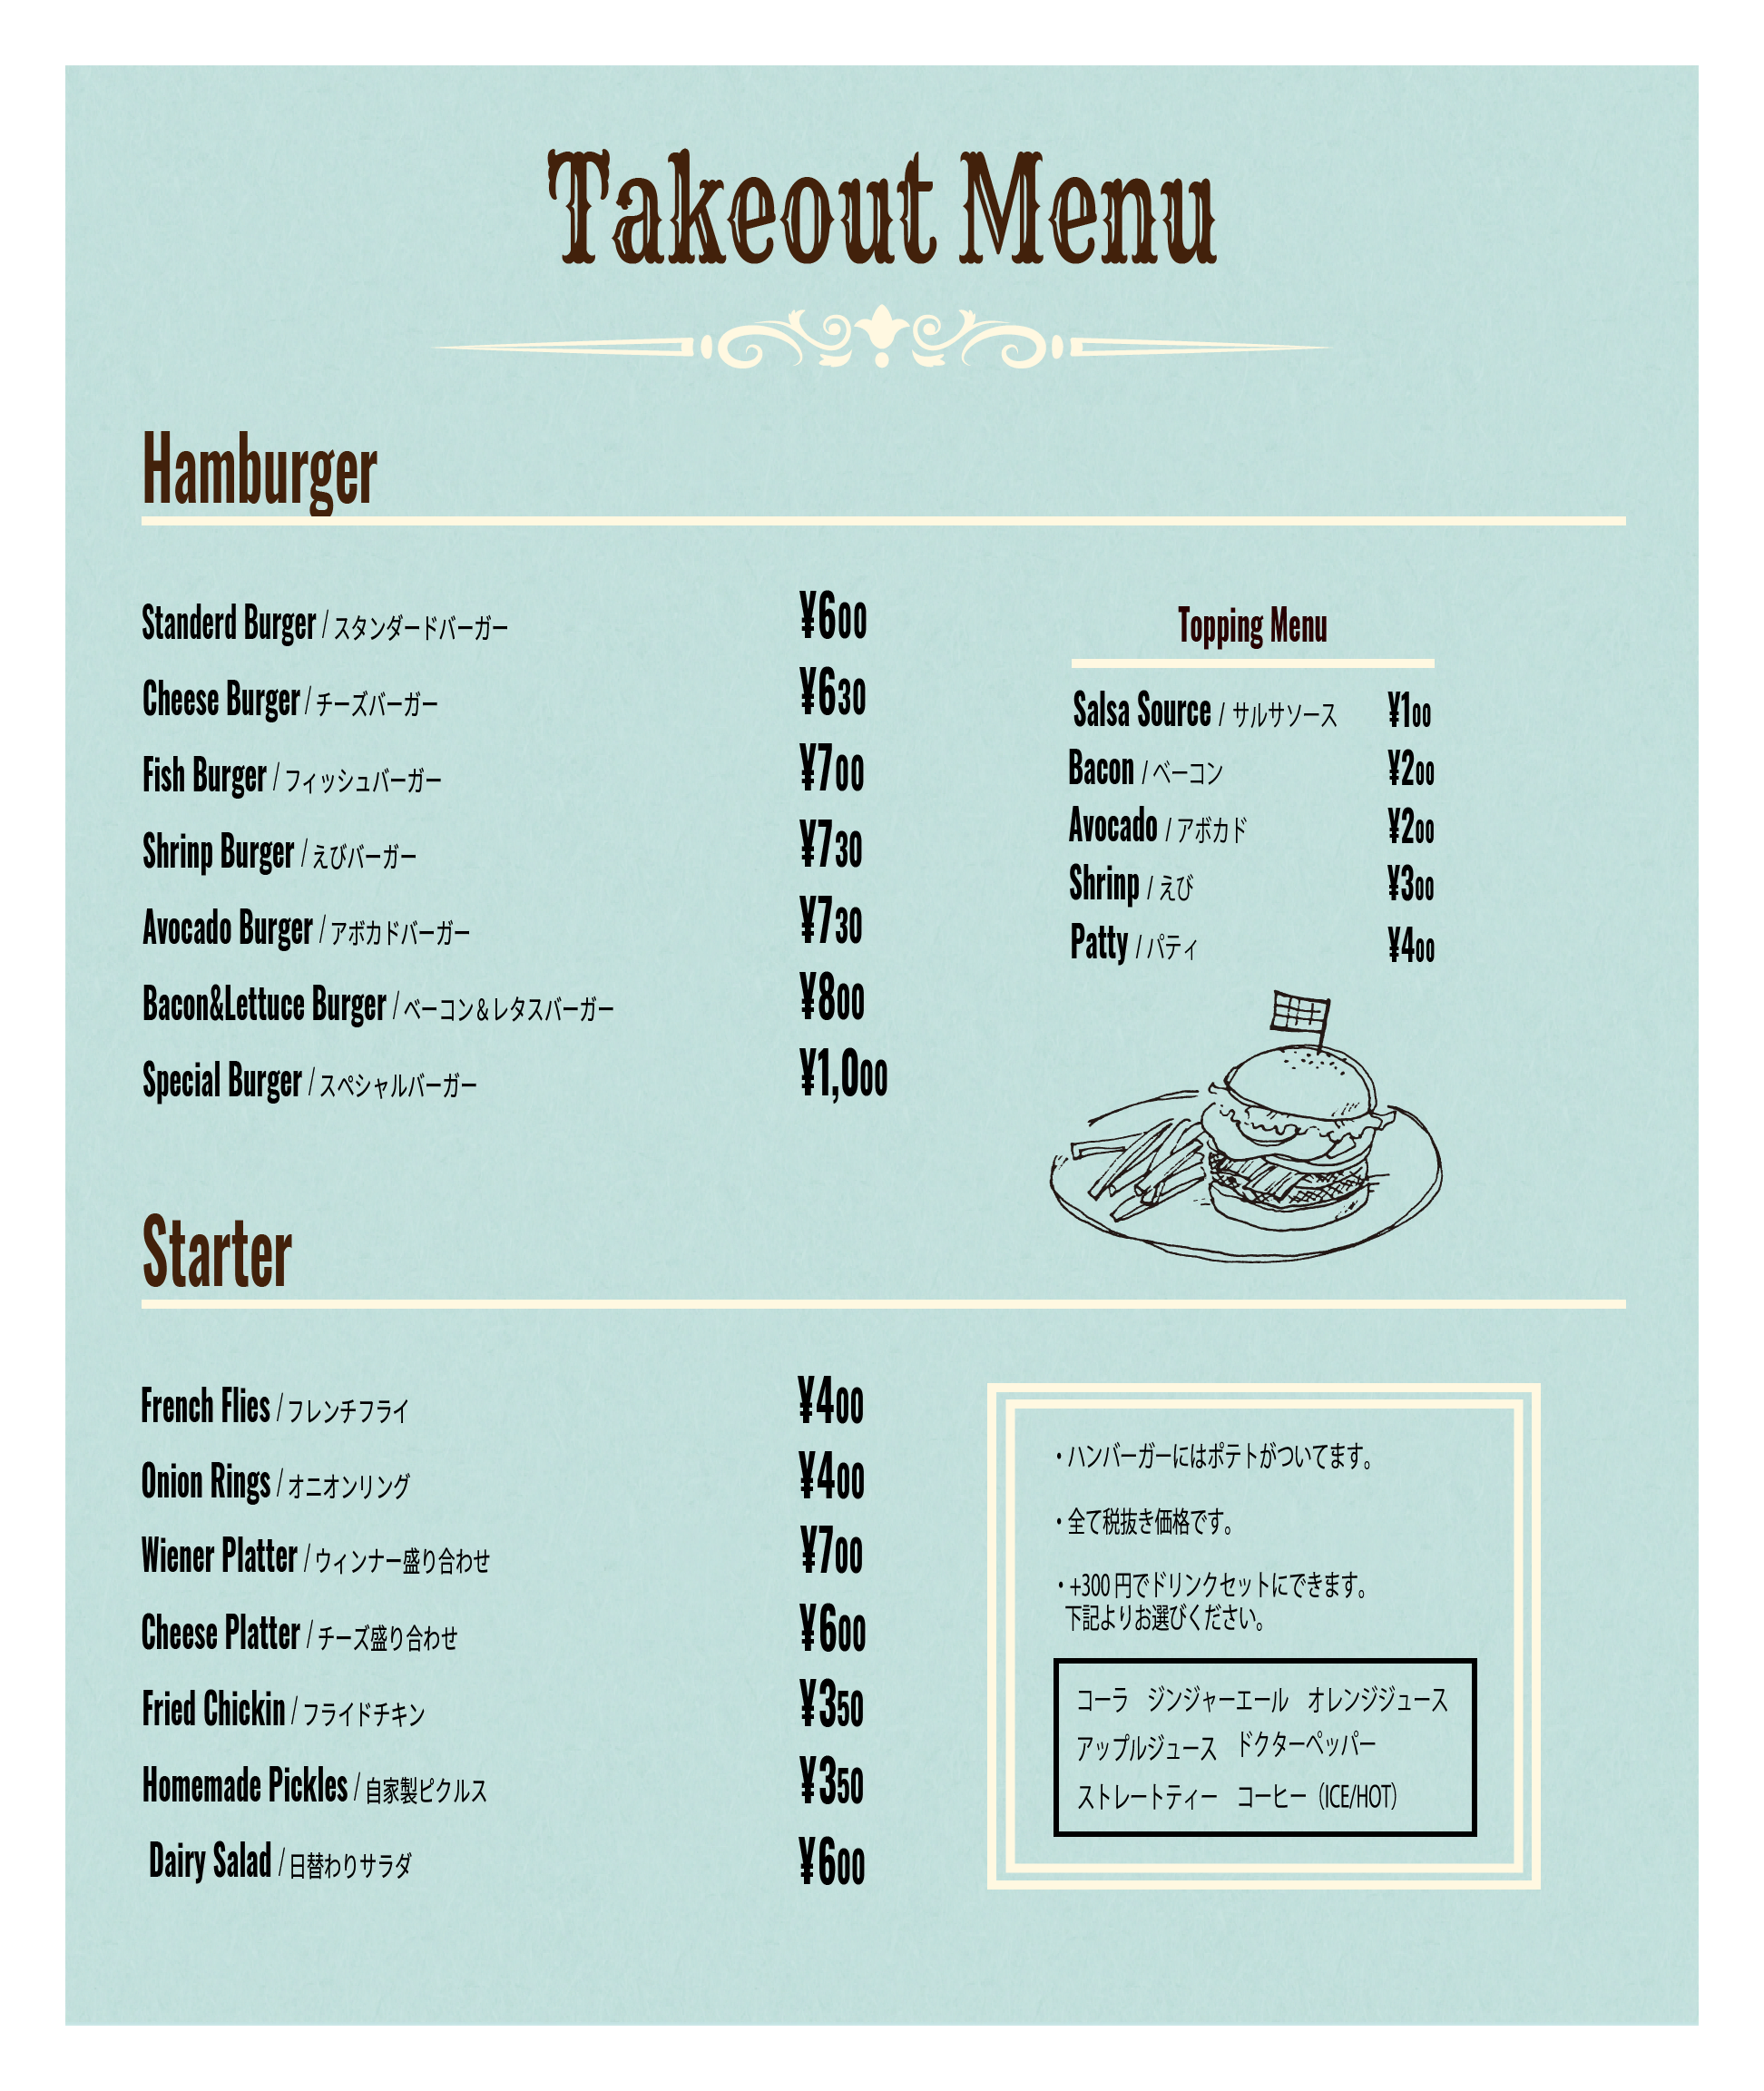 Takeout Menu
Hamburger
Standerd Burger / スタンダードバーガー ¥600
Cheese Burger / チーズバーガー ¥630
Fish Burger / フィッシュバーガー ¥700
Shrinp Burger / えびバーガー ¥730
Avocado Burger / アボカドバーガー ¥730
Bacon&Lettuce Burger / ベーコン＆レタスバーガー ¥800
Special Burger / スペシャルバーガー ¥1,000
Topping Menu
Salsa Source / サルサソース ¥100
Bacon / ベーコン ¥200
Avocado / アボカド ¥200
Shrinp / えび ¥300
Patty / パティ ¥400
Starter
French Flies / フレンチフライ ¥400
Onion Rings / オニオンリング ¥400
Wiener Platter / ウィンナー盛り合わせ ¥700
Cheese Platter / チーズ盛り合わせ ¥600
Fried Chickin / フライドチキン ¥350
Homemade Pickles / 自家製ピクルス ¥350
Dairy Salad / 日替わりサラダ ¥600
・ハンバーガーにはポテトがついてます。
・全て税抜き価格です。
・+300 円でドリンクセットにできます。
下記よりお選びください。
コーラ　ジンジャーエール　オレンジジュース
アップルジュース　ドクターペッパー
ストレートティー　コーヒー（ICE/HOT）